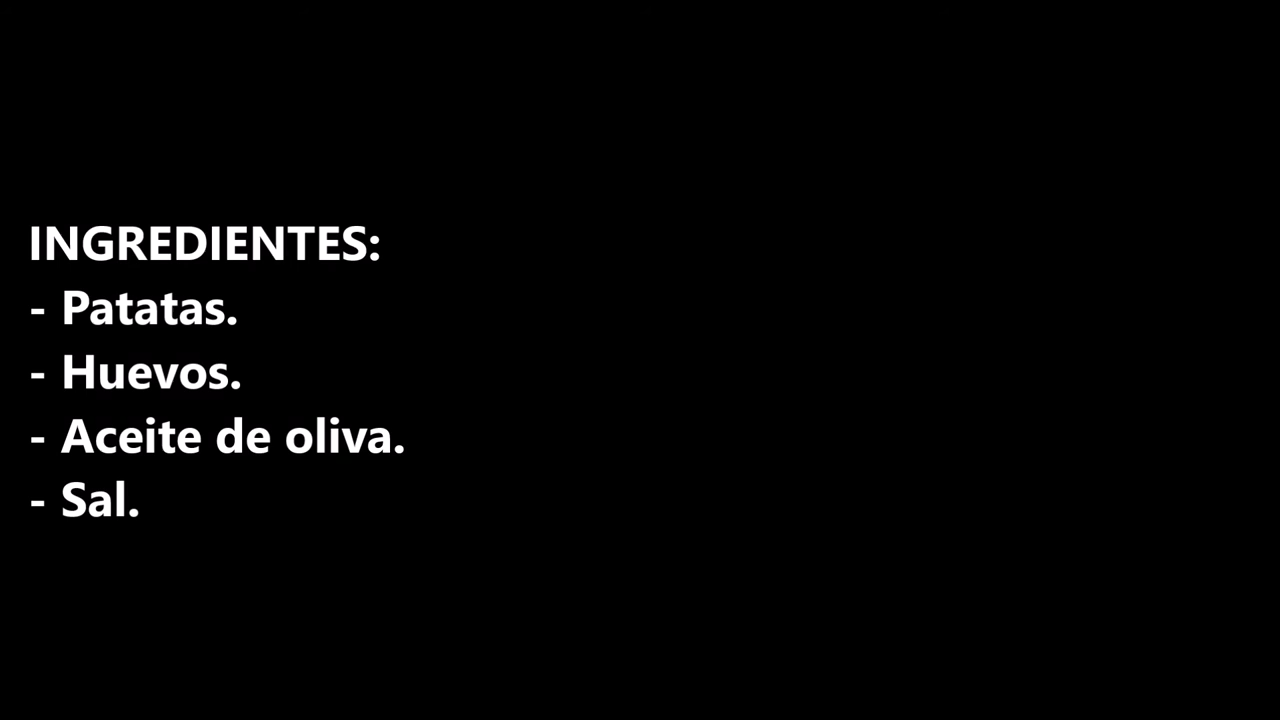 INGREDIENTES:
- Patatas.
- Huevos.
- Aceite de oliva.
- Sal.